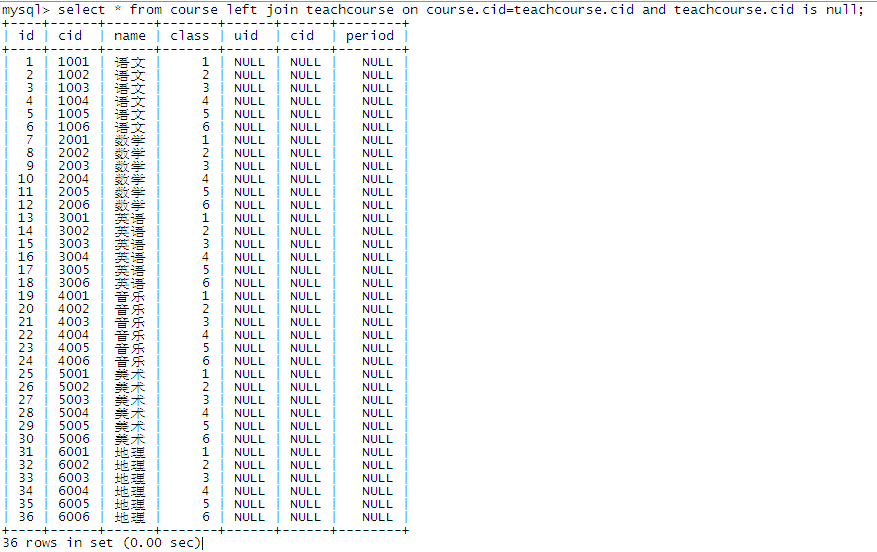 mysql> select * from course left join teachcourse on course.cid=teachcourse.cid and teachcourse.cid is null;
+----+------+------+-------+------+------+--------+
| id | cid | name | class | uid | cid | period |
+----+------+------+-------+------+------+--------+
| 1 | 1001 | 语文 | 1 | NULL | NULL | NULL |
| 2 | 1002 | 语文 | 2 | NULL | NULL | NULL |
| 3 | 1003 | 语文 | 3 | NULL | NULL | NULL |
| 4 | 1004 | 语文 | 4 | NULL | NULL | NULL |
| 5 | 1005 | 语文 | 5 | NULL | NULL | NULL |
| 6 | 1006 | 语文 | 6 | NULL | NULL | NULL |
| 7 | 2001 | 数学 | 1 | NULL | NULL | NULL |
| 8 | 2002 | 数学 | 2 | NULL | NULL | NULL |
| 9 | 2003 | 数学 | 3 | NULL | NULL | NULL |
| 10 | 2004 | 数学 | 4 | NULL | NULL | NULL |
| 11 | 2005 | 数学 | 5 | NULL | NULL | NULL |
| 12 | 2006 | 数学 | 6 | NULL | NULL | NULL |
| 13 | 3001 | 英语 | 1 | NULL | NULL | NULL |
| 14 | 3002 | 英语 | 2 | NULL | NULL | NULL |
| 15 | 3003 | 英语 | 3 | NULL | NULL | NULL |
| 16 | 3004 | 英语 | 4 | NULL | NULL | NULL |
| 17 | 3005 | 英语 | 5 | NULL | NULL | NULL |
| 18 | 3006 | 英语 | 6 | NULL | NULL | NULL |
| 19 | 4001 | 音乐 | 1 | NULL | NULL | NULL |
| 20 | 4002 | 音乐 | 2 | NULL | NULL | NULL |
| 21 | 4003 | 音乐 | 3 | NULL | NULL | NULL |
| 22 | 4004 | 音乐 | 4 | NULL | NULL | NULL |
| 23 | 4005 | 音乐 | 5 | NULL | NULL | NULL |
| 24 | 4006 | 音乐 | 6 | NULL | NULL | NULL |
| 25 | 5001 | 美术 | 1 | NULL | NULL | NULL |
| 26 | 5002 | 美术 | 2 | NULL | NULL | NULL |
| 27 | 5003 | 美术 | 3 | NULL | NULL | NULL |
| 28 | 5004 | 美术 | 4 | NULL | NULL | NULL |
| 29 | 5005 | 美术 | 5 | NULL | NULL | NULL |
| 30 | 5006 | 美术 | 6 | NULL | NULL | NULL |
| 31 | 6001 | 地理 | 1 | NULL | NULL | NULL |
| 32 | 6002 | 地理 | 2 | NULL | NULL | NULL |
| 33 | 6003 | 地理 | 3 | NULL | NULL | NULL |
| 34 | 6004 | 地理 | 4 | NULL | NULL | NULL |
| 35 | 6005 | 地理 | 5 | NULL | NULL | NULL |
| 36 | 6006 | 地理 | 6 | NULL | NULL | NULL |
+----+------+------+-------+------+------+--------+
36 rows in set (0.00 sec)